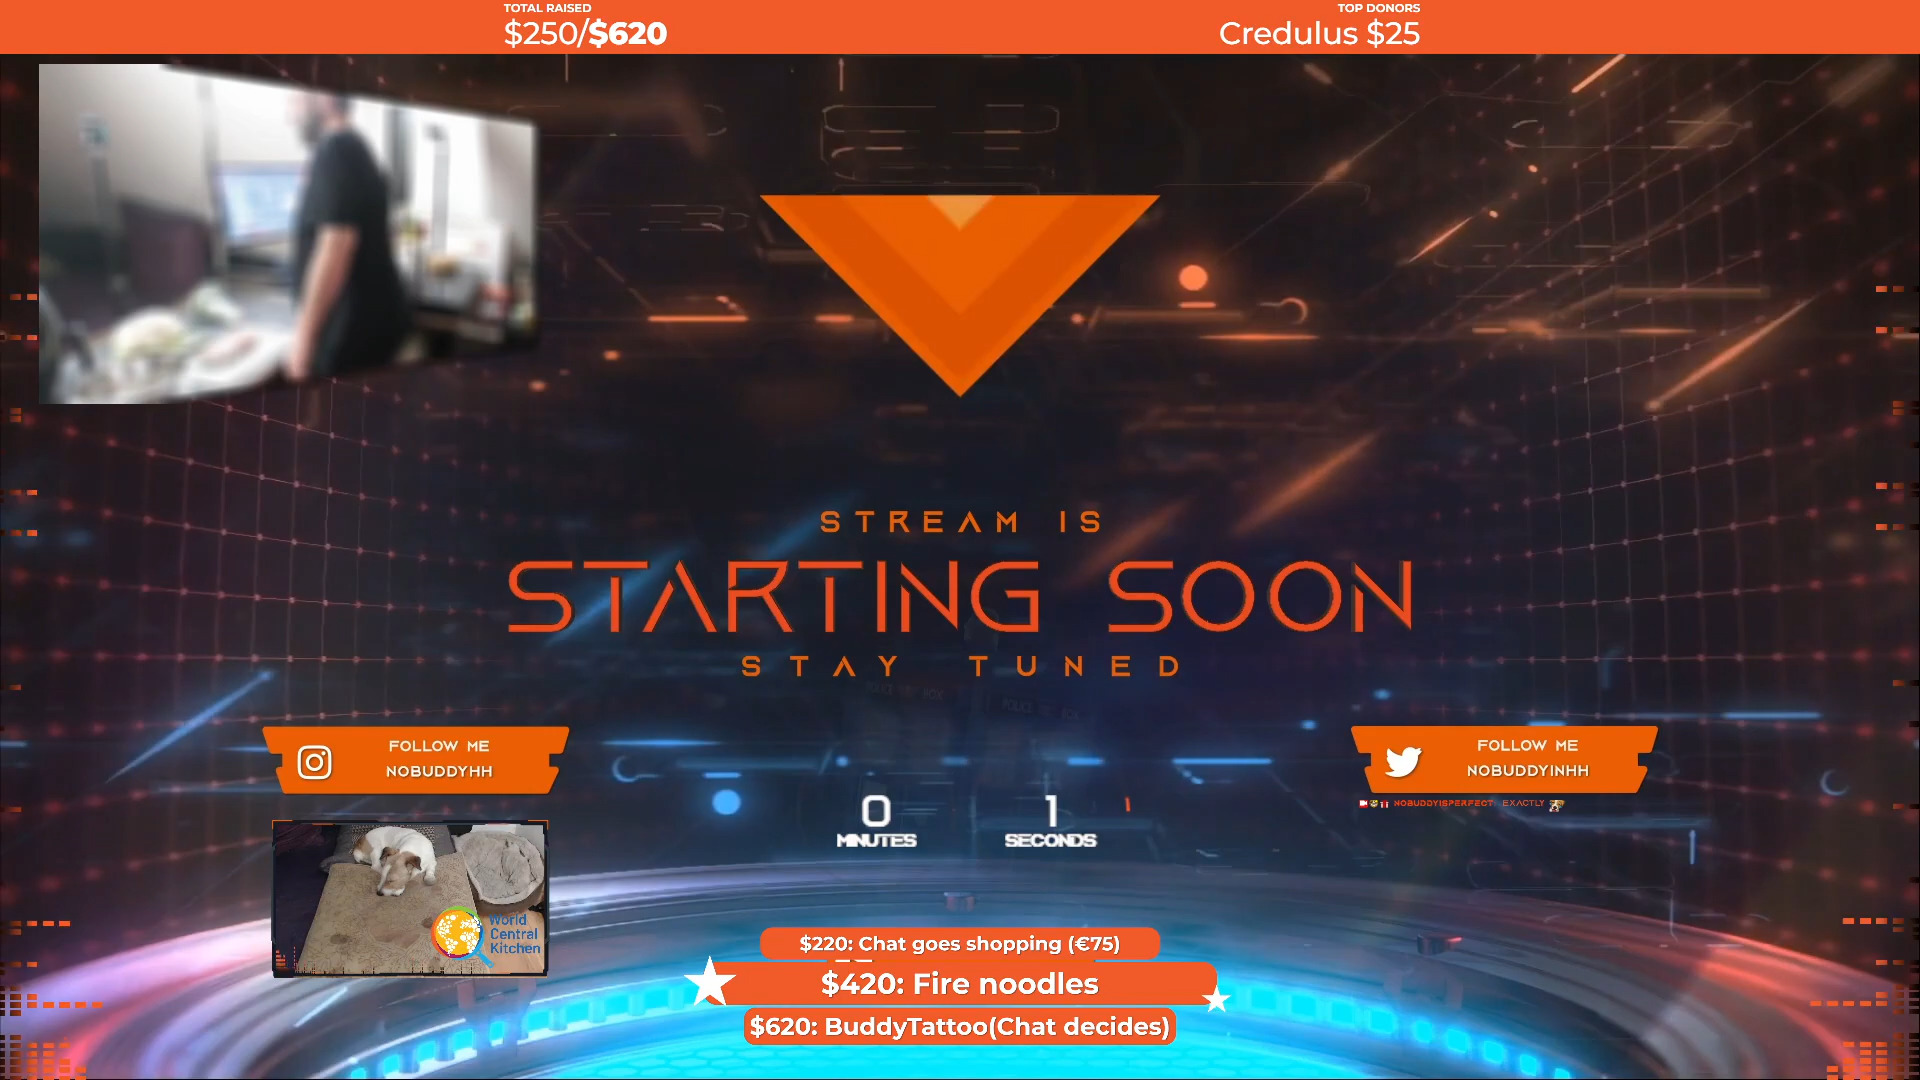 TOTAL RAISED
$250/$620
TOP DONORS
Credulus $25
STREAM IS
STARTING SOON
STAY TUNED
FOLLOW ME
NOBUDDYHH
FOLLOW ME
NOBUDDYINHH
NOBUDDYISPERFECT! EXACTLY
0
MINUTES
1
SECONDS
World
Central
Kitchen
$220: Chat goes shopping (€75)
$420: Fire noodles
$620: BuddyTattoo(Chat decides)